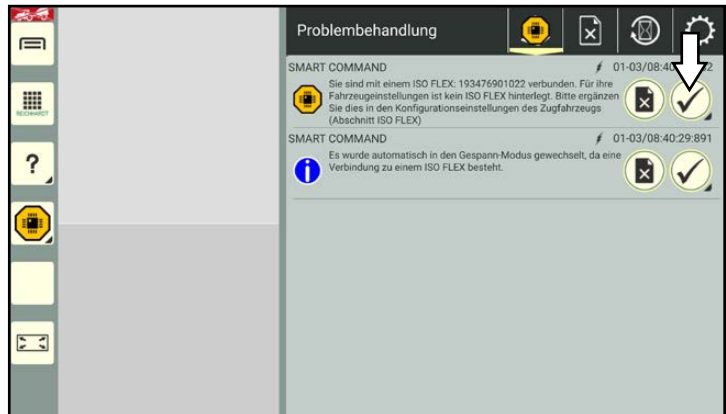 Problembehandlung
SMART COMMAND
01-03/08:40
2
Sie sind mit einem ISO FLEX: 193476901022 verbunden. Für ihre
Fahrzeugeinstellungen ist kein ISO FLEX hinterlegt. Bitte ergänzen
Sie dies in den Konfigurationseinstellungen des Zugfahrzeugs
(Abschnitt ISO FLEX)
SMART COMMAND
01-03/08:40:29:891
Es wurde automatisch in den Gespann-Modus gewechselt, da eine
Verbindung zu einem ISO FLEX besteht.
REICHHARDT
?